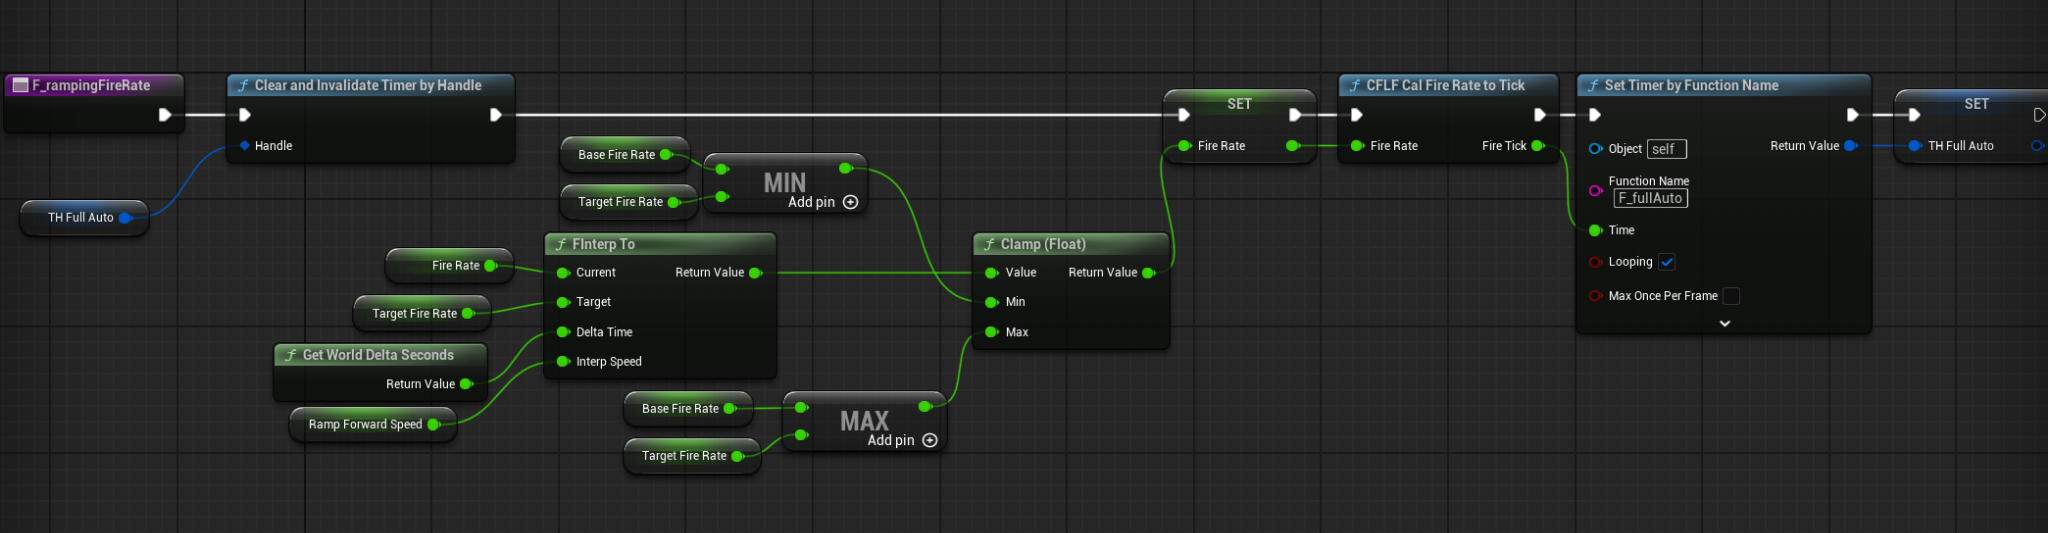 F_rampingFireRate
Clear and Invalidate Timer by Handle
Handle
TH Full Auto
Base Fire Rate
Target Fire Rate
MIN
Add pin
Fire Rate
Target Fire Rate
Get World Delta Seconds
Return Value
Ramp Forward Speed
FInterp To
Current
Return Value
Target
Delta Time
Interp Speed
Base Fire Rate
Target Fire Rate
MAX
Add pin
Clamp (Float)
Value
Return Value
Min
Max
SET
Fire Rate
CFLF Cal Fire Rate to Tick
Fire Rate
Fire Tick
Set Timer by Function Name
Object self
Return Value
Function Name
F_fullAuto
Time
Looping
Max Once Per Frame
SET
TH Full Auto